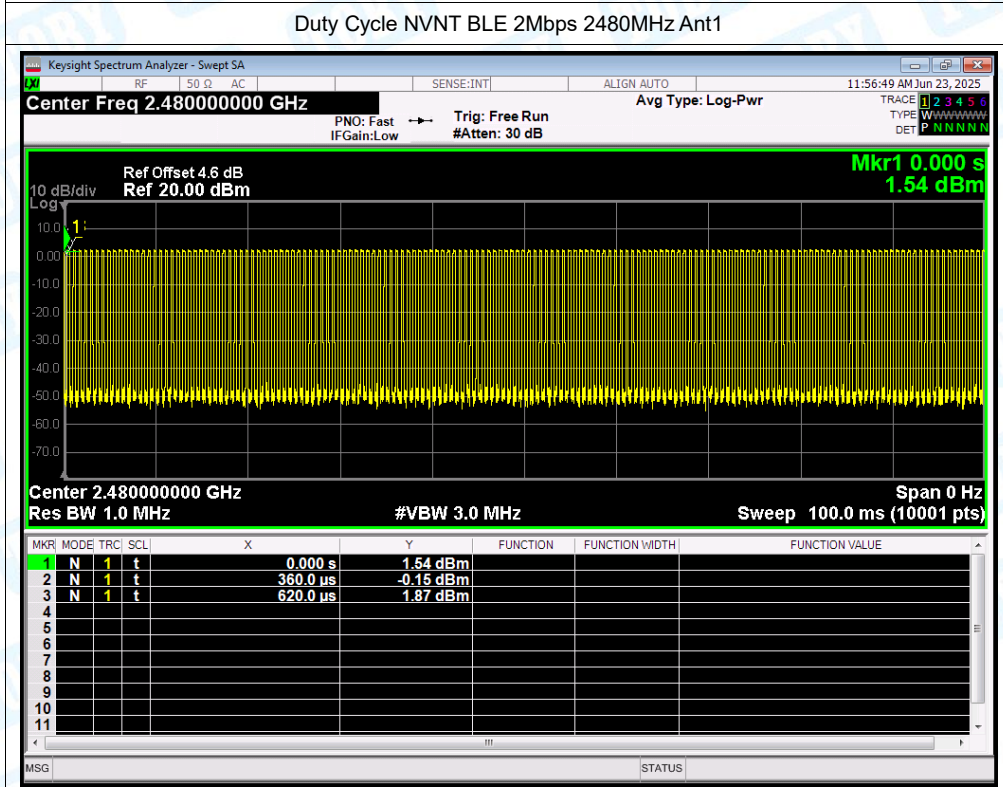 Duty Cycle NVNT BLE 2Mbps 2480MHz Ant1
Keysight Spectrum Analyzer - Swept SA
LXI RF 50 Ω AC SENSE:INT ALIGN AUTO 11:56:49 AM Jun 23, 2025
Center Freq 2.480000000 GHz Avg Type: Log-Pwr TRACE 1 2 3 4 5 6
PNO: Fast Trig: Free Run TYPE WWWWWW
IFGain:Low #Atten: 30 dB DET P N N N N N
Mkr1 0.000 s
1.54 dBm
Ref Offset 4.6 dB
10 dB/div Ref 20.00 dBm
Log
1
10.0
0.00
-10.0
-20.0
-30.0
-40.0
-50.0
-60.0
-70.0
Center 2.480000000 GHz Span 0 Hz
Res BW 1.0 MHz #VBW 3.0 MHz Sweep 100.0 ms (10001 pts)
MKR MODE TRC SCL X Y FUNCTION FUNCTION WIDTH FUNCTION VALUE
1 N 1 t 0.000 s 1.54 dBm
2 N 1 t 360.0 µs -0.15 dBm
3 N 1 t 620.0 µs 1.87 dBm
4
5
6
7
8
9
10
11
MSG STATUS